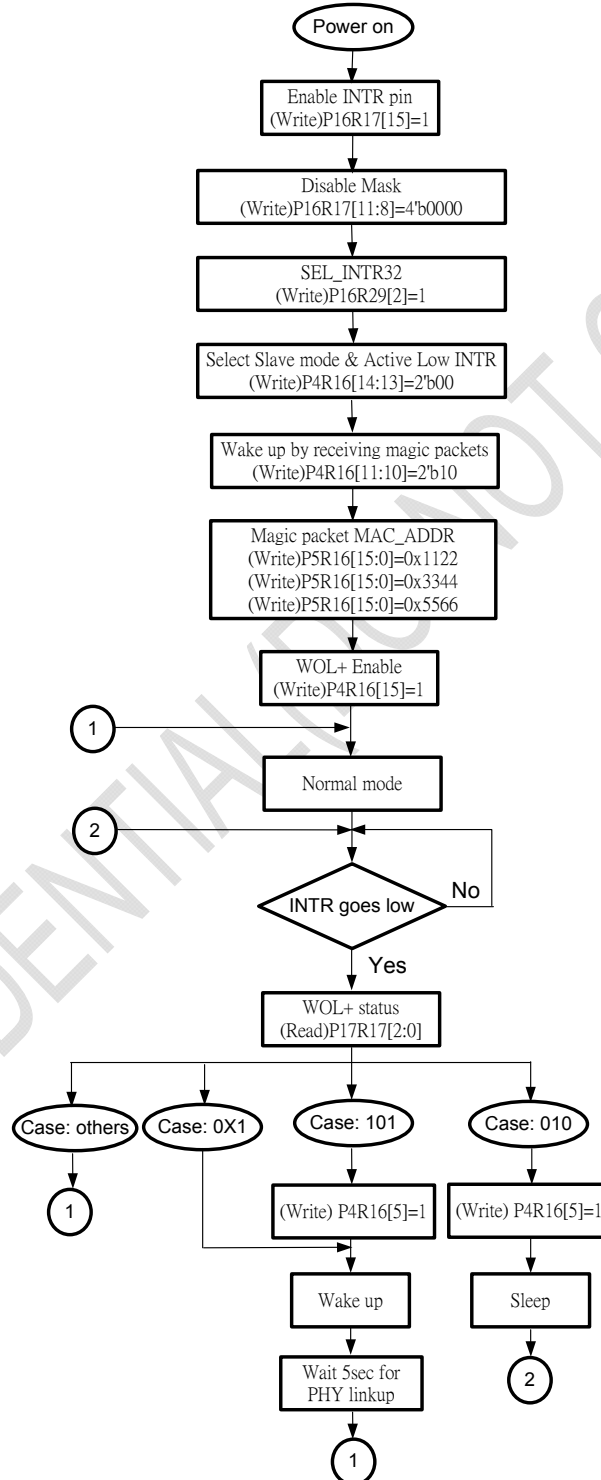 Power on
Enable INTR pin
(Write)P16R17[15]=1
Disable Mask
(Write)P16R17[11:8]=4'b0000
SEL_INTR32
(Write)P16R29[2]=1
Select Slave mode & Active Low INTR
(Write)P4R16[14:13]=2'b00
Wake up by receiving magic packets
(Write)P4R16[11:10]=2'b10
Magic packet MAC_ADDR
(Write)P5R16[15:0]=0x1122
(Write)P5R16[15:0]=0x3344
(Write)P5R16[15:0]=0x5566
WOL+ Enable
(Write)P4R16[15]=1
1
Normal mode
2
INTR goes low
No
Yes
WOL+ status
(Read)P17R17[2:0]
Case: others
Case: 0X1
Case: 101
Case: 010
1
(Write) P4R16[5]=1
(Write) P4R16[5]=1
Wake up
Sleep
Wait 5sec for
PHY linkup
2
1